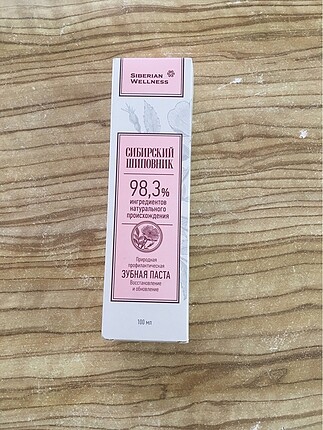 SIBERIAN
WELLNESS
СИБИРСКИЙ
ШИПОВНИК
98,3%
ингредиентов
натурального
происхождения
Природная
профилактическая
ЗУБНАЯ ПАСТА
Восстановление
и обновление
100 мл